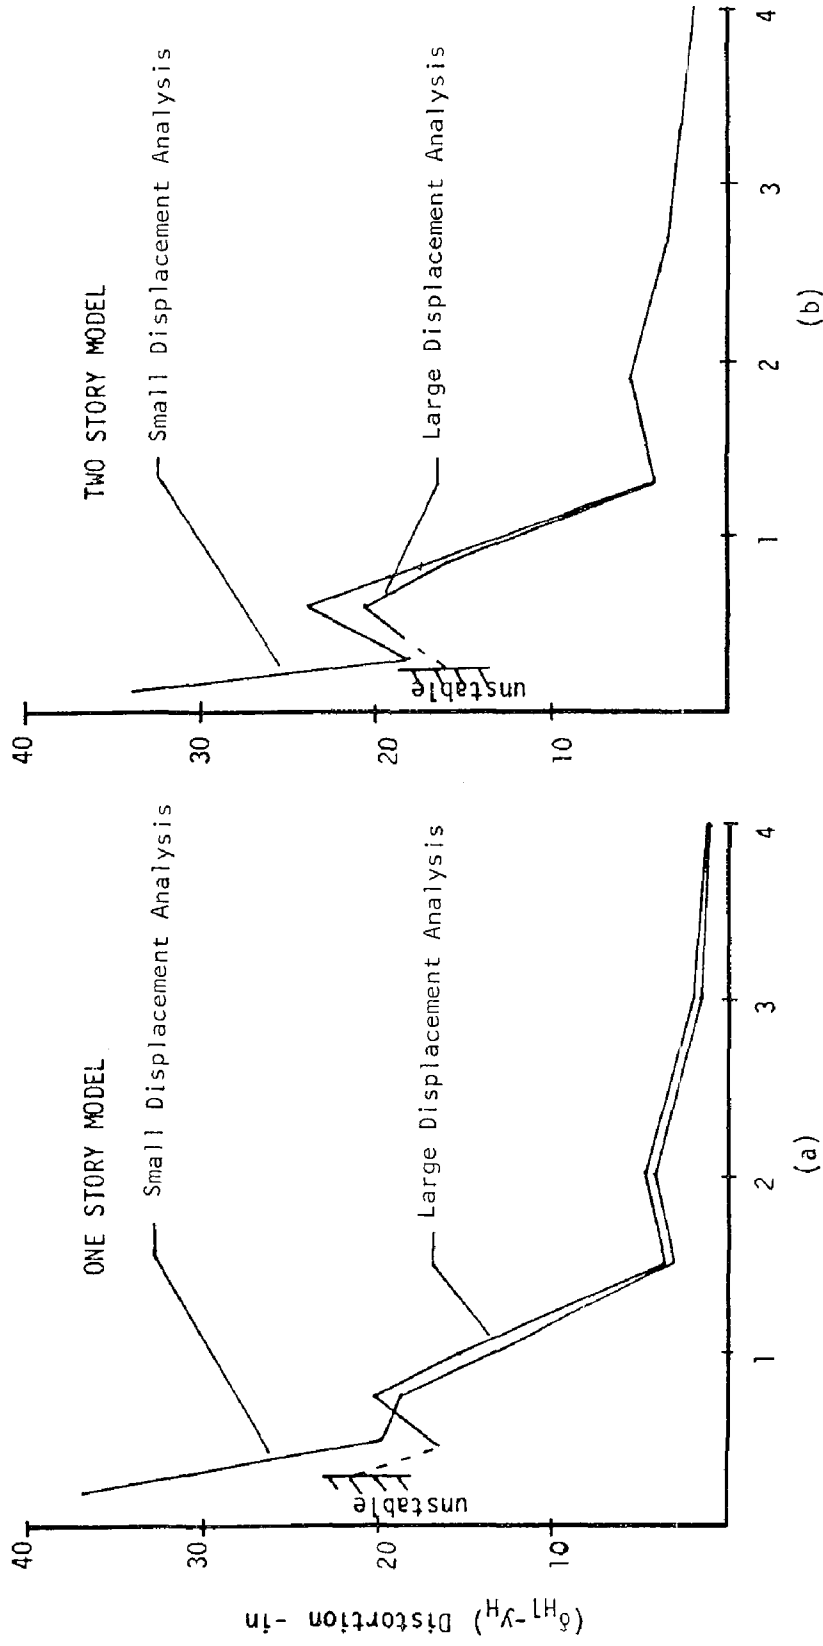 (δH1-yH) Distortion -in
40
30
20
10
ONE STORY MODEL
Small Displacement Analysis
Large Displacement Analysis
unstable
1
2
3
4
(a)
40
30
20
10
TWO STORY MODEL
Small Displacement Analysis
Large Displacement Analysis
unstable
1
2
3
4
(b)